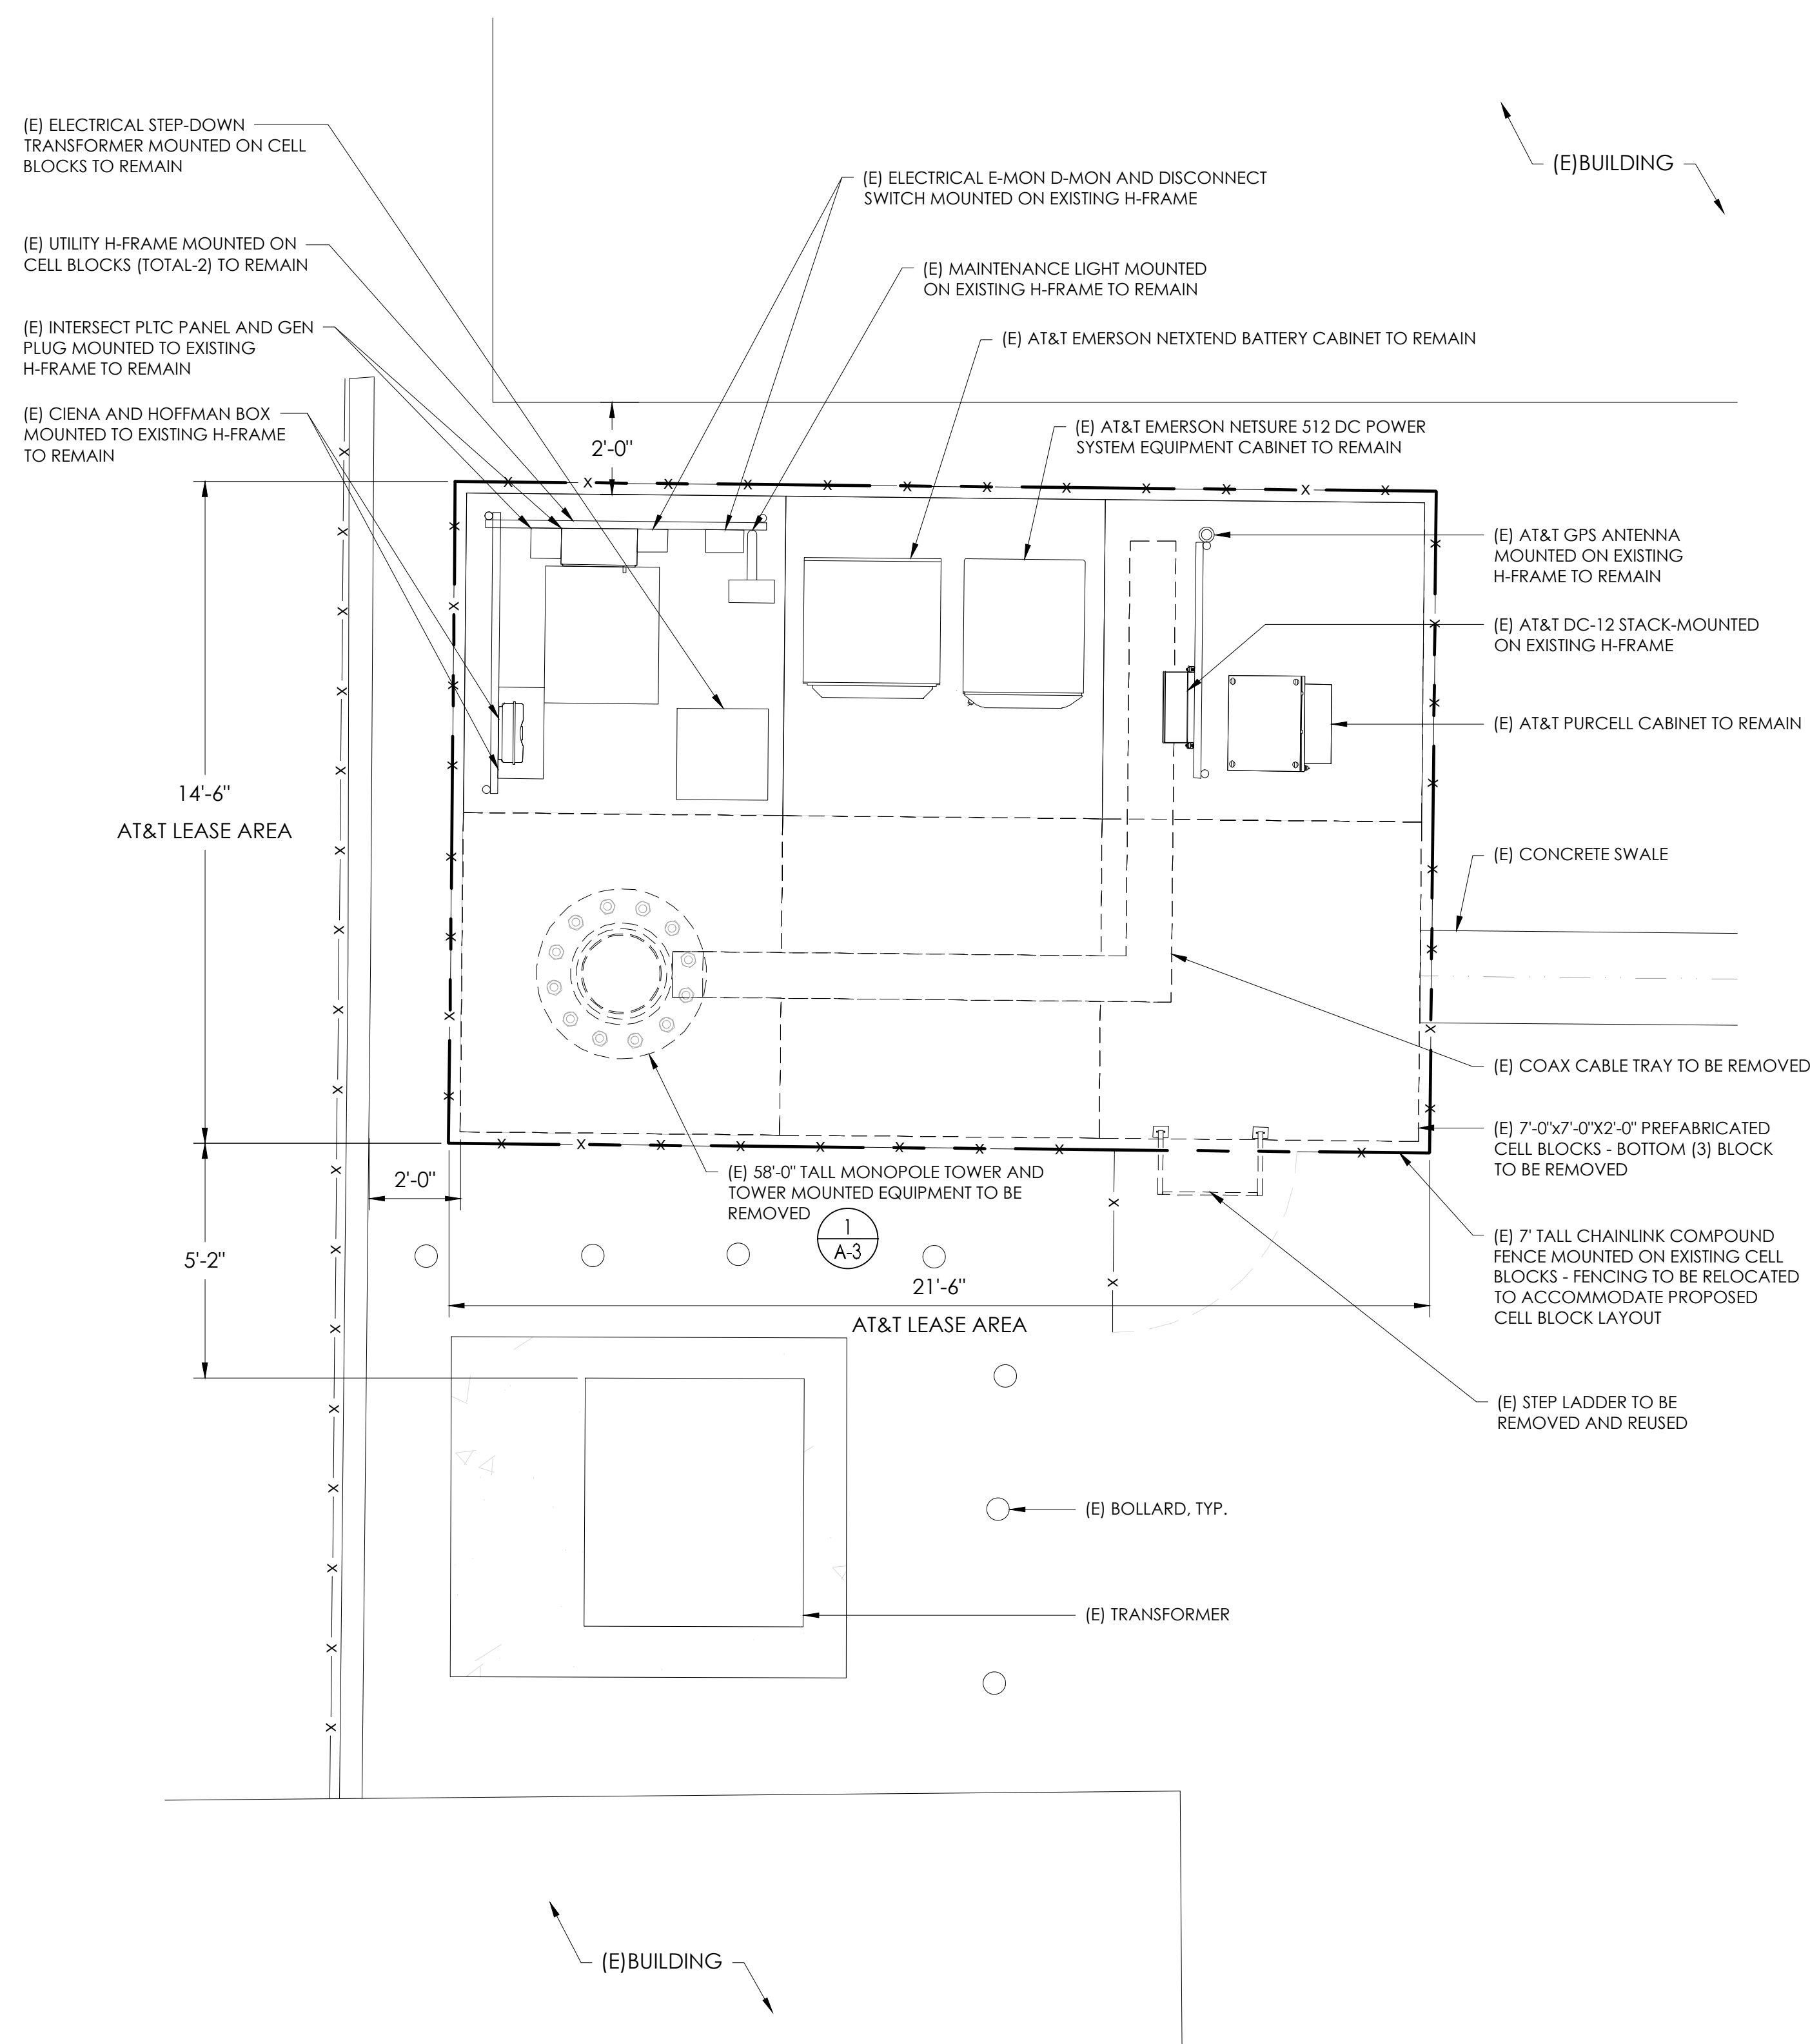 (E) ELECTRICAL STEP-DOWN
TRANSFORMER MOUNTED ON CELL
BLOCKS TO REMAIN
(E) UTILITY H-FRAME MOUNTED ON
CELL BLOCKS (TOTAL-2) TO REMAIN
(E) INTERSECT PLTC PANEL AND GEN
PLUG MOUNTED TO EXISTING
H-FRAME TO REMAIN
(E) CIENA AND HOFFMAN BOX
MOUNTED TO EXISTING H-FRAME
TO REMAIN
(E)BUILDING
(E) ELECTRICAL E-MON D-MON AND DISCONNECT
SWITCH MOUNTED ON EXISTING H-FRAME
(E) MAINTENANCE LIGHT MOUNTED
ON EXISTING H-FRAME TO REMAIN
(E) AT&T EMERSON NETXTEND BATTERY CABINET TO REMAIN
(E) AT&T EMERSON NETSURE 512 DC POWER
SYSTEM EQUIPMENT CABINET TO REMAIN
2'-0"
(E) AT&T GPS ANTENNA
MOUNTED ON EXISTING
H-FRAME TO REMAIN
(E) AT&T DC-12 STACK-MOUNTED
ON EXISTING H-FRAME
(E) AT&T PURCELL CABINET TO REMAIN
14'-6"
AT&T LEASE AREA
(E) CONCRETE SWALE
(E) COAX CABLE TRAY TO BE REMOVED
(E) 7'-0"x7'-0"X2'-0" PREFABRICATED
CELL BLOCKS - BOTTOM (3) BLOCK
TO BE REMOVED
2'-0"
(E) 58'-0" TALL MONOPOLE TOWER AND
TOWER MOUNTED EQUIPMENT TO BE
REMOVED
1
A-3
5'-2"
21'-6"
AT&T LEASE AREA
(E) 7' TALL CHAINLINK COMPOUND
FENCE MOUNTED ON EXISTING CELL
BLOCKS - FENCING TO BE RELOCATED
TO ACCOMMODATE PROPOSED
CELL BLOCK LAYOUT
(E) STEP LADDER TO BE
REMOVED AND REUSED
(E) BOLLARD, TYP.
(E) TRANSFORMER
(E)BUILDING